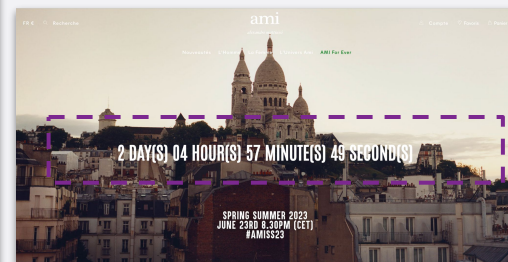 ami
FR €
Recherche
Compte
AMI For Ever
2 DAY(S) 04 HOUR(S) 57 MINUTE(S) 49 SECOND(S)
SPRING SUMMER 2023
JUNE 23RD 8.30PM (CET)
#AMISS23